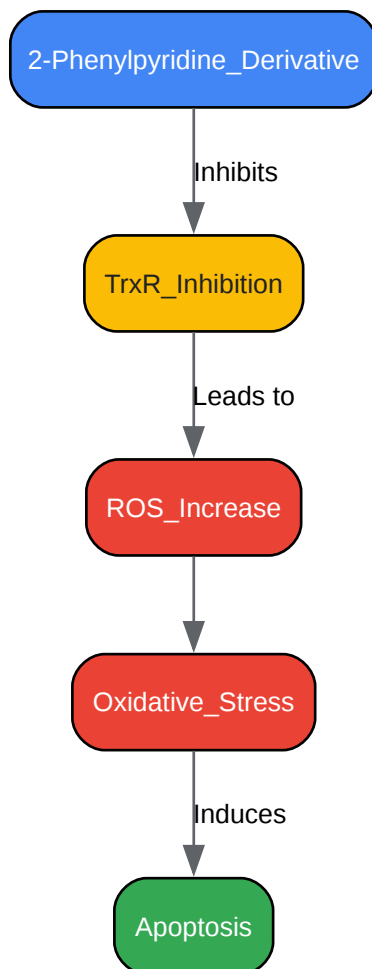 2-Phenylpyridine_Derivative
Inhibits
TrxR_Inhibition
Leads to
ROS_Increase
Oxidative_Stress
Induces
Apoptosis